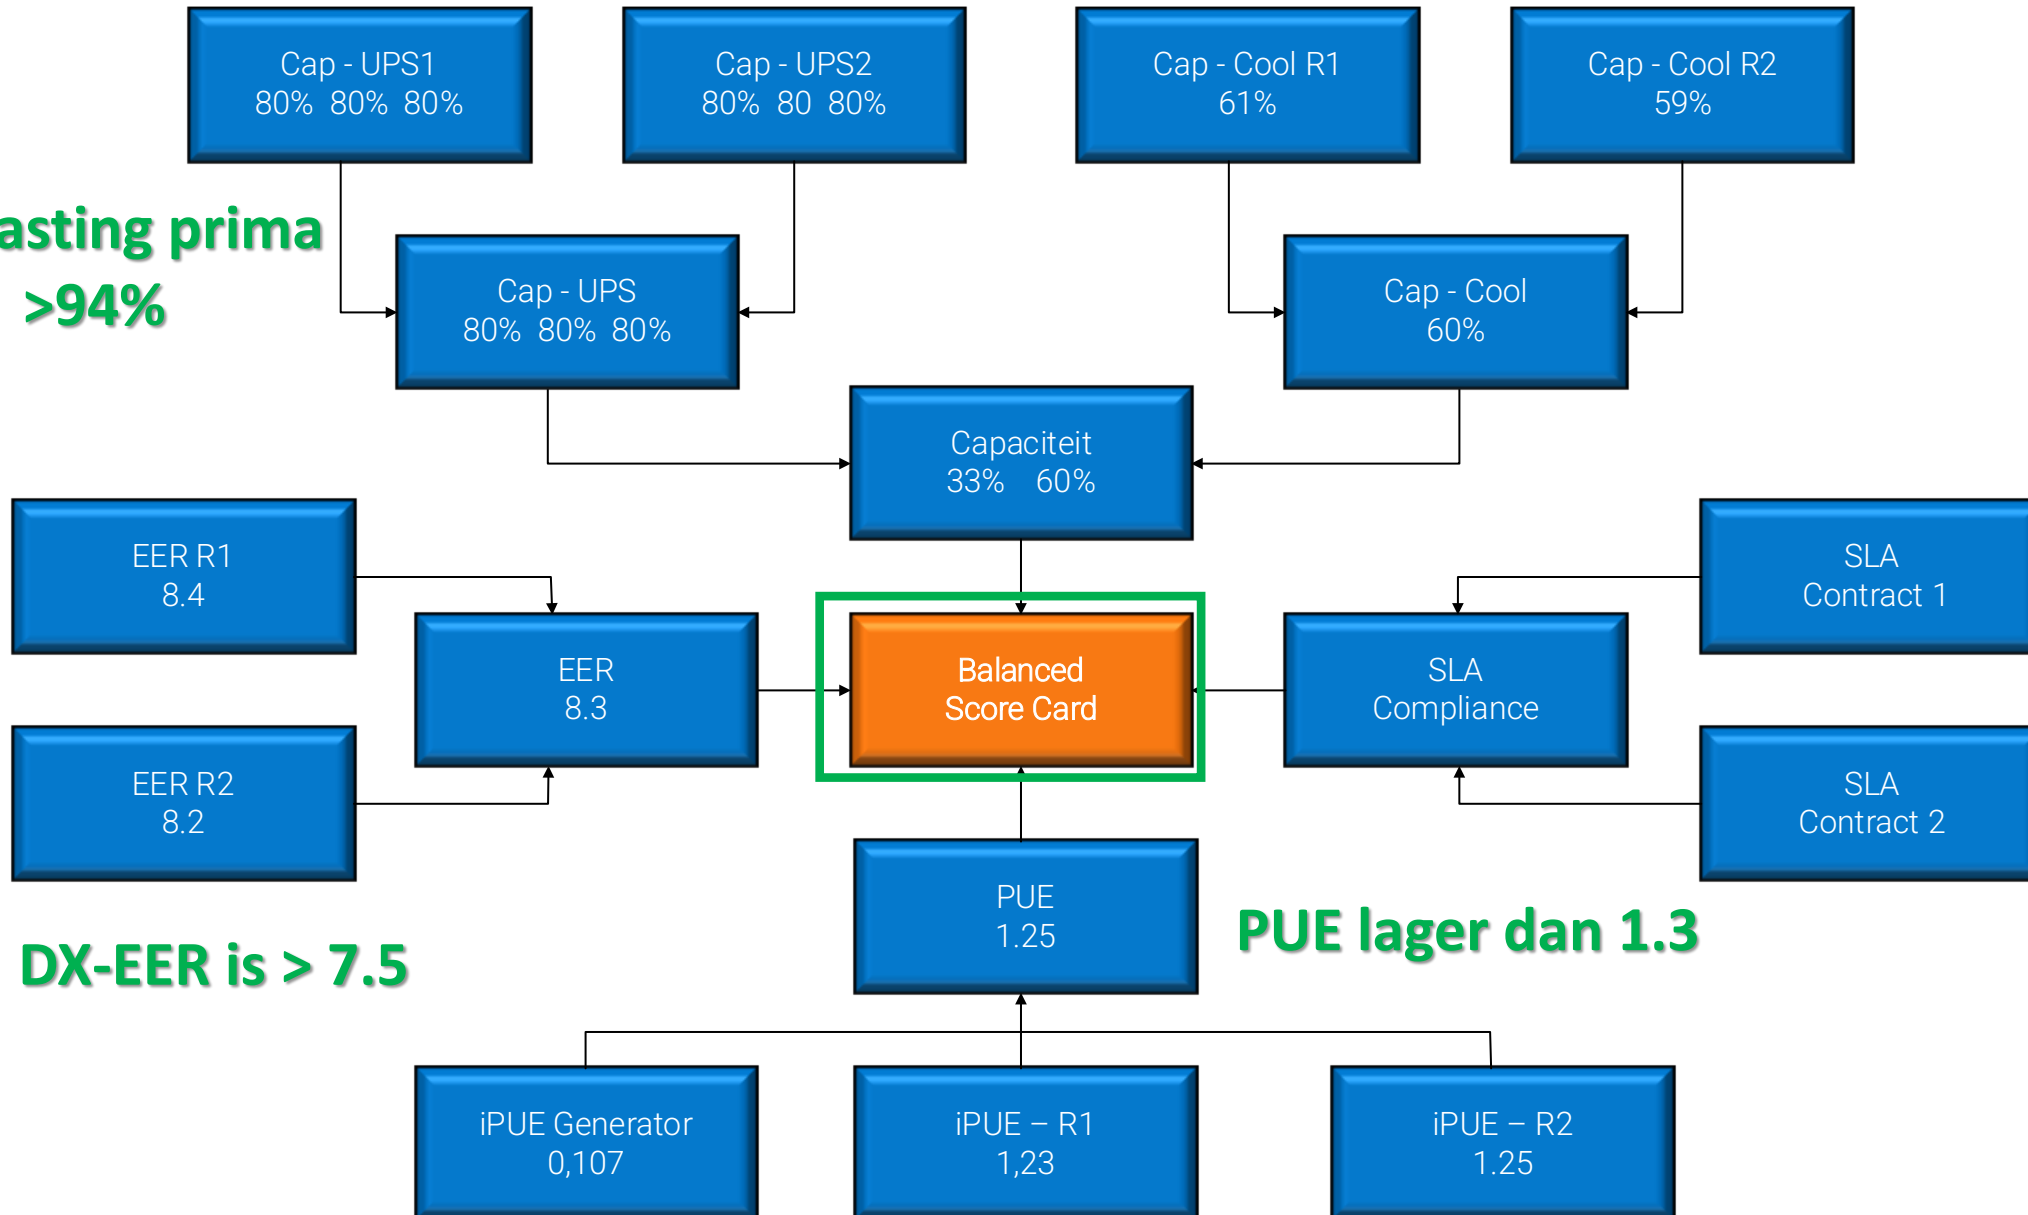 Cap - UPS1
80%  80%  80%
Cap - UPS2
80%  80  80%
Cap - Cool R1
61%
Cap - Cool R2
59%
asting prima
>94%
Cap - UPS
80%  80%  80%
Cap - Cool
60%
Capaciteit
33%    60%
EER R1
8.4
SLA
Contract 1
EER
8.3
Balanced
Score Card
SLA
Compliance
EER R2
8.2
SLA
Contract 2
PUE
1.25
PUE lager dan 1.3
DX-EER is > 7.5
iPUE Generator
0,107
iPUE – R1
1,23
iPUE – R2
1.25